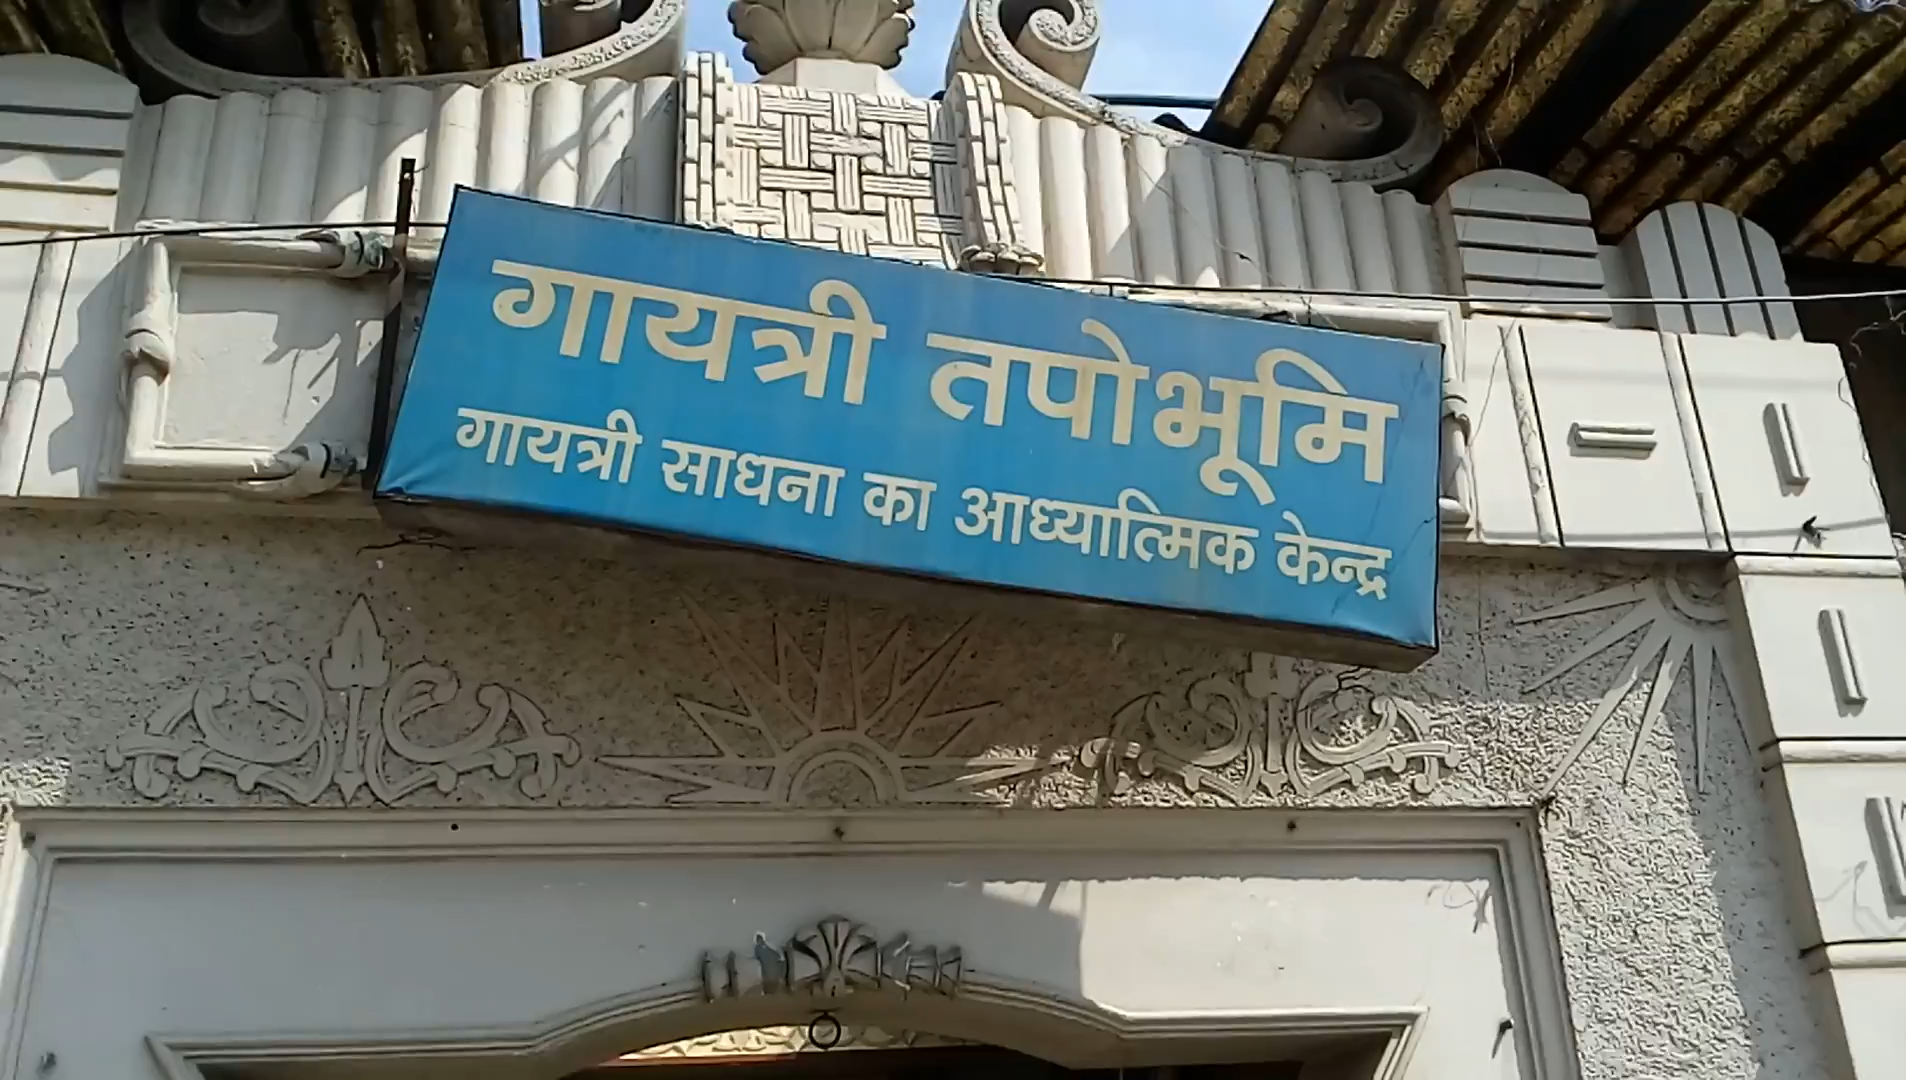 गायत्री तपोभूमि
गायत्री साधना का आध्यात्मिक केन्द्र